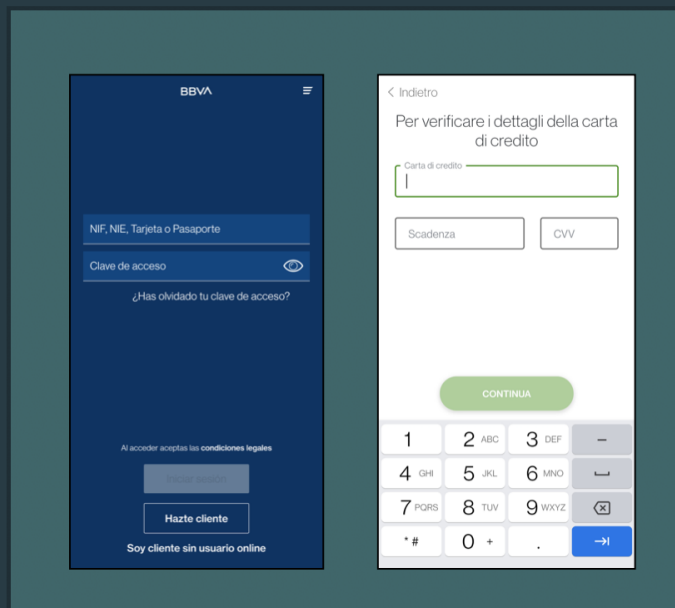 BBVA
NIF, NIE, Tarjeta o Pasaporte
Clave de acceso
¿Has olvidado tu clave de acceso?
Al acceder aceptas las condiciones legales
Iniciar sesión
Hazte cliente
Soy cliente sin usuario online
< Indietro
Per verificare i dettagli della carta
di credito
Carta di credito
Scadenza
CVV
CONTINUA
1
2 ABC
3 DEF
–
4 GHI
5 JKL
6 MNO
7 PQRS
8 TUV
9 WXYZ
* #
0 +
.